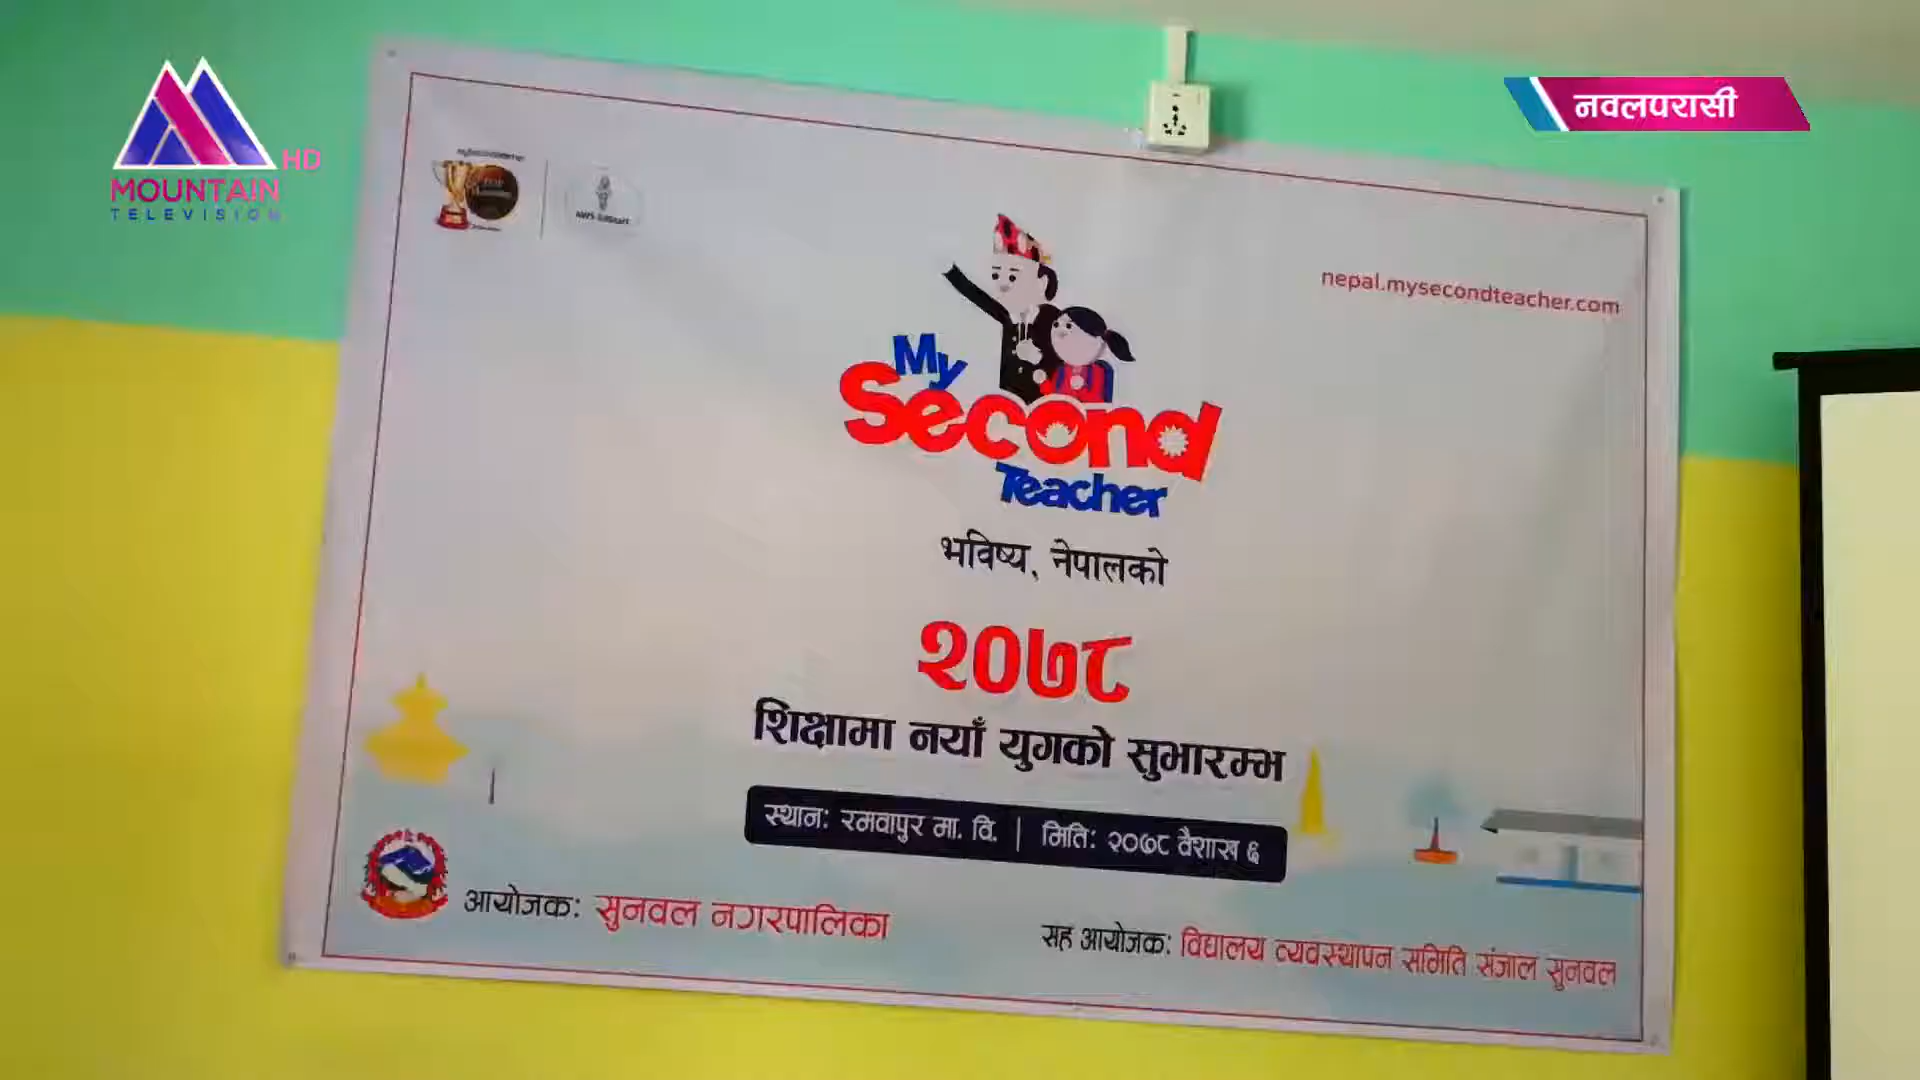 MOUNTAIN HD
TELEVISION
नवलपरासी
nepal.mysecondteacher.com
My
Second
Teacher
भविष्य, नेपालको
२०७८
शिक्षामा नयाँ युगको सुभारम्भ
स्थान: रमवापुर मा. वि. | मिति: २०७८ वैशाख ६
आयोजक: सुनवल नगरपालिका
सह आयोजक: विद्यालय व्यवस्थापन समिति संजाल सुनवल